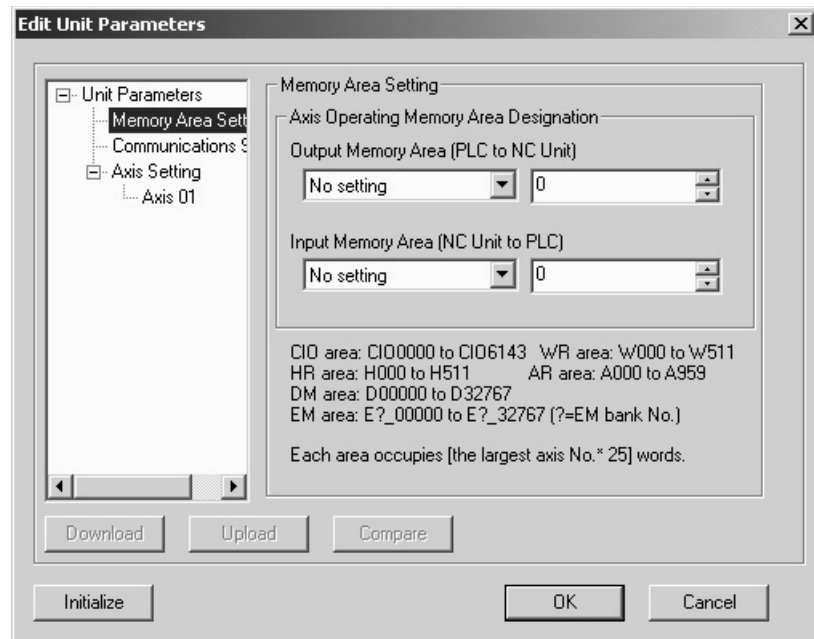 Edit Unit Parameters
Unit Parameters
Memory Area Sett
Communications S
Axis Setting
Axis 01
Memory Area Setting
Axis Operating Memory Area Designation
Output Memory Area (PLC to NC Unit)
No setting 0
Input Memory Area (NC Unit to PLC)
No setting 0
CIO area: CIO0000 to CIO6143 WR area: W000 to W511
HR area: H000 to H511 AR area: A000 to A959
DM area: D00000 to D32767
EM area: E?_00000 to E?_32767 (?=EM bank No.)
Each area occupies [the largest axis No.* 25] words.
Download Upload Compare
Initialize OK Cancel